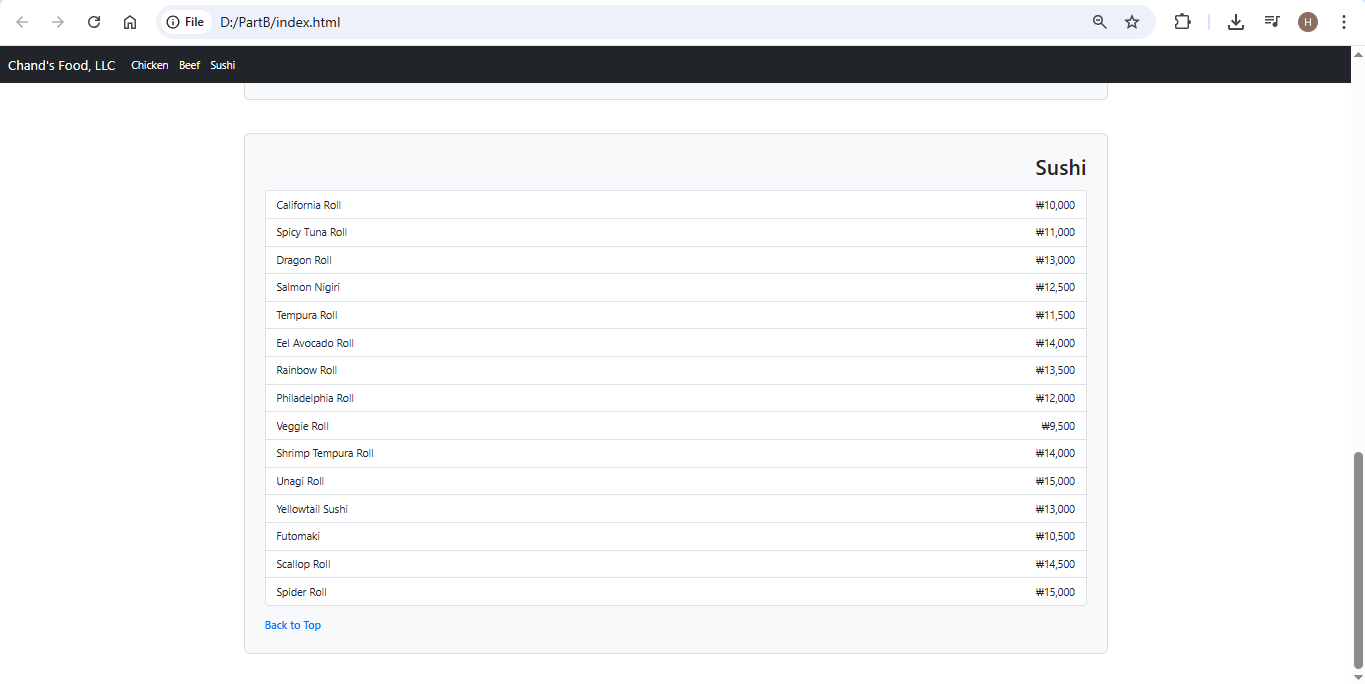 File D:/PartB/index.html H
Chand's Food, LLC Chicken Beef Sushi
Sushi
California Roll ₩10,000
Spicy Tuna Roll ₩11,000
Dragon Roll ₩13,000
Salmon Nigiri ₩12,500
Tempura Roll ₩11,500
Eel Avocado Roll ₩14,000
Rainbow Roll ₩13,500
Philadelphia Roll ₩12,000
Veggie Roll ₩9,500
Shrimp Tempura Roll ₩14,000
Unagi Roll ₩15,000
Yellowtail Sushi ₩13,000
Futomaki ₩10,500
Scallop Roll ₩14,500
Spider Roll ₩15,000
Back to Top